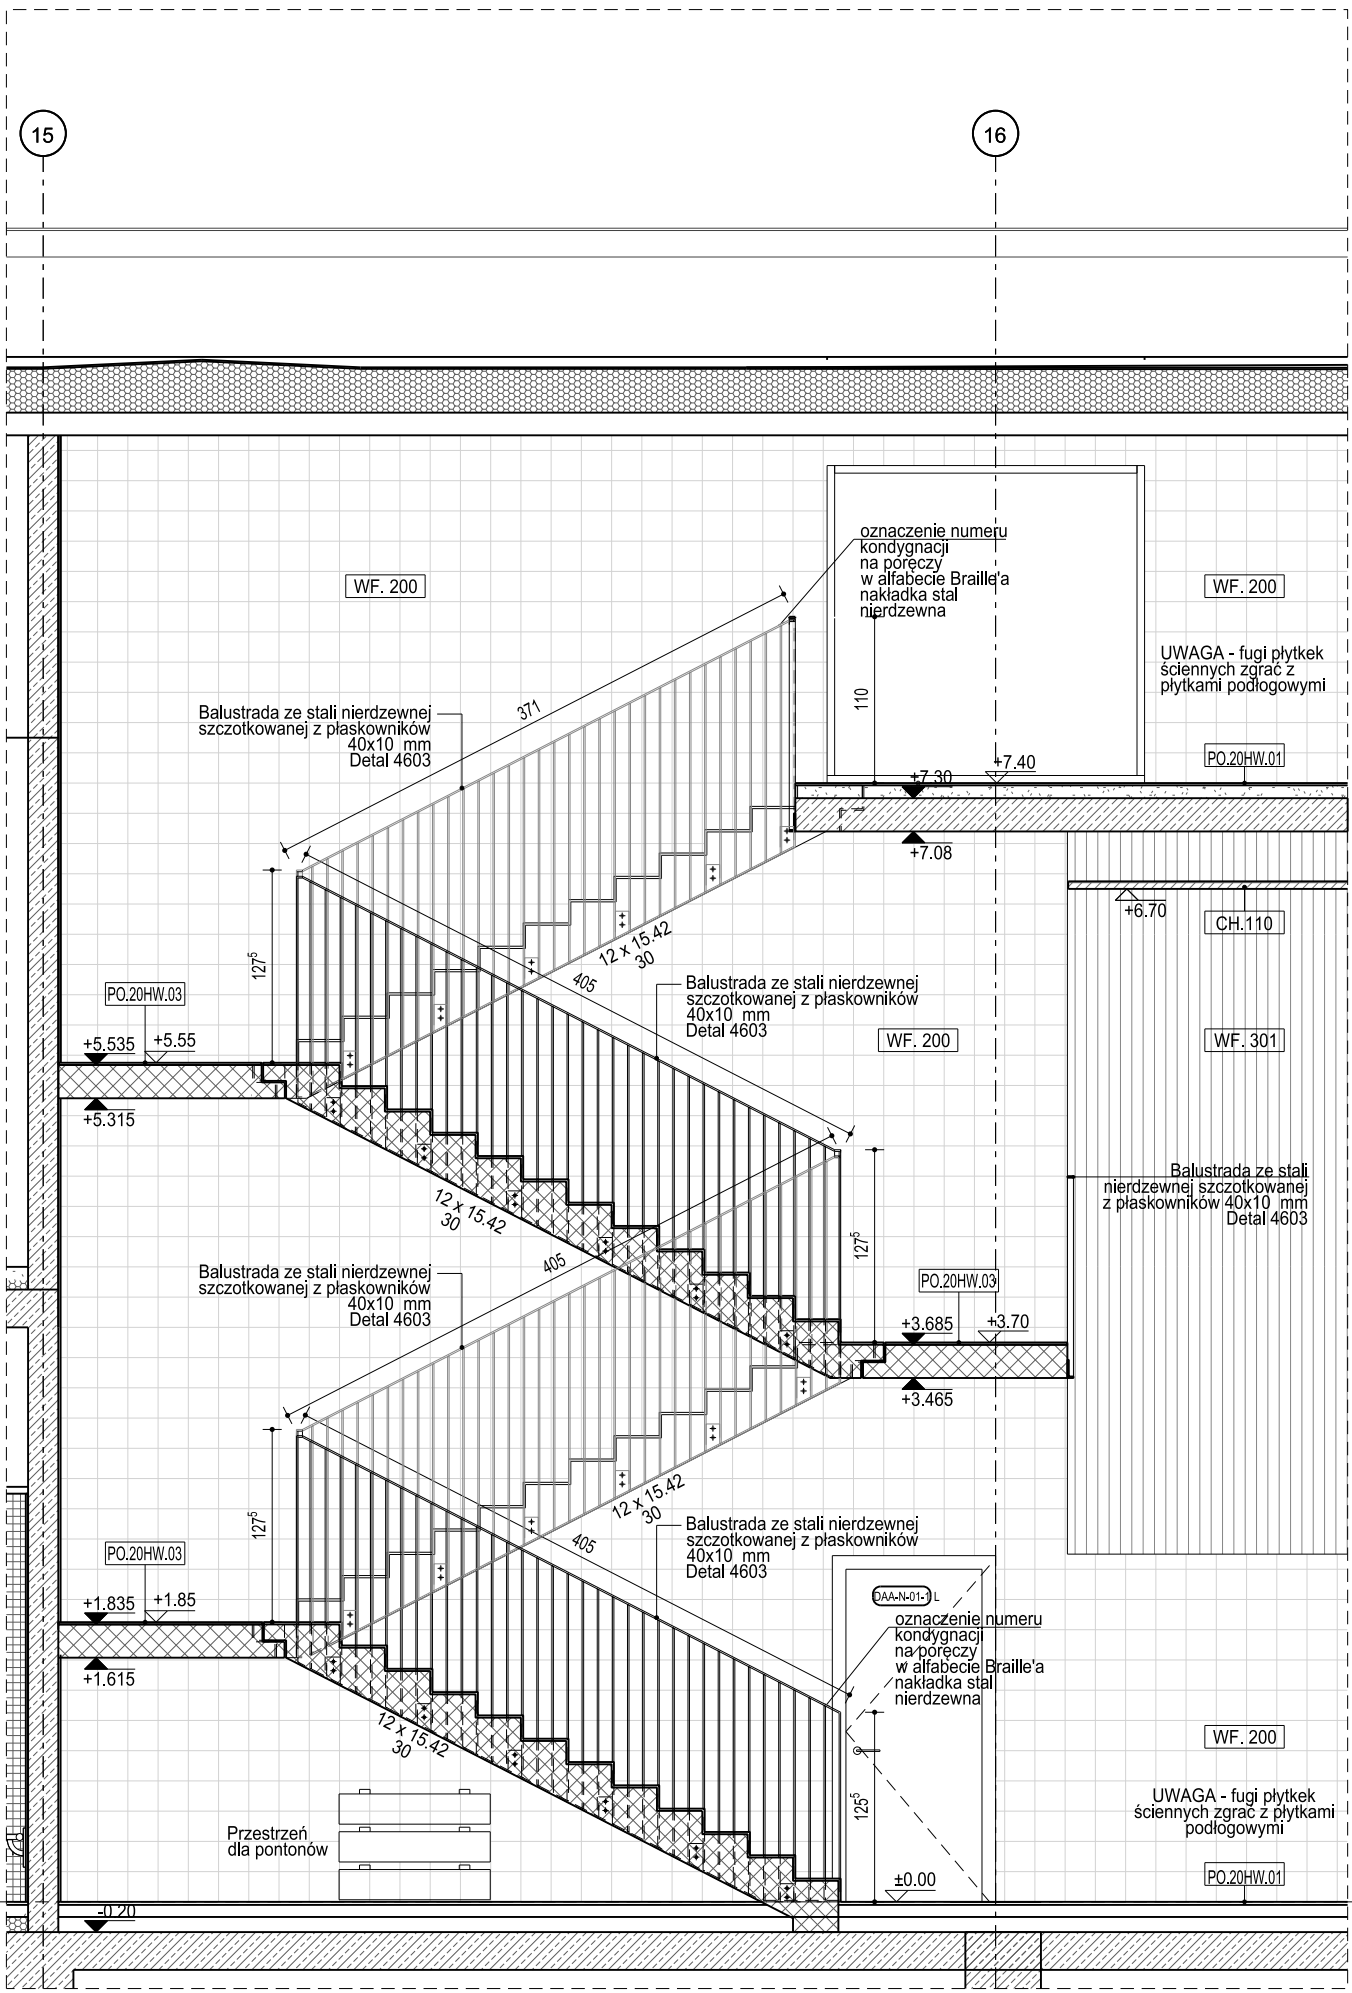 15
16
oznaczenie numeru
kondygnacji
na poręczy
w alfabecie Braille'a
nakładka stal
nierdzewna
WF. 200
WF. 200
UWAGA - fugi płytkek
ściennych zgrać z
płytkami podłogowymi
110
371
Balustrada ze stali nierdzewnej
szczotkowanej z płaskowników
40x10 mm
Detal 4603
PO.20HW.01
+7.40
+7.30
+7.08
+6.70
CH.110
12 x 15.42
30
405
127⁵
Balustrada ze stali nierdzewnej
szczotkowanej z płaskowników
40x10 mm
Detal 4603
PO.20HW.03
+5.535
+5.55
+5.315
WF. 200
WF. 301
Balustrada ze stali
nierdzewnej szczotkowanej
z płaskowników 40x10 mm
Detal 4603
12 x 15.42
30
405
127⁵
Balustrada ze stali nierdzewnej
szczotkowanej z płaskowników
40x10 mm
Detal 4603
PO.20HW.03
+3.685
+3.70
+3.465
12 x 15.42
30
405
127⁵
Balustrada ze stali nierdzewnej
szczotkowanej z płaskowników
40x10 mm
Detal 4603
PO.20HW.03
+1.835
+1.85
+1.615
DAA-N-01-1 L
oznaczenie numeru
kondygnacji
na poręczy
w alfabecie Braille'a
nakładka stal
nierdzewna
12 x 15.42
30
WF. 200
UWAGA - fugi płytkek
ściennych zgrać z płytkami
podłogowymi
125⁵
Przestrzeń
dla pontonów
±0.00
PO.20HW.01
-0.20